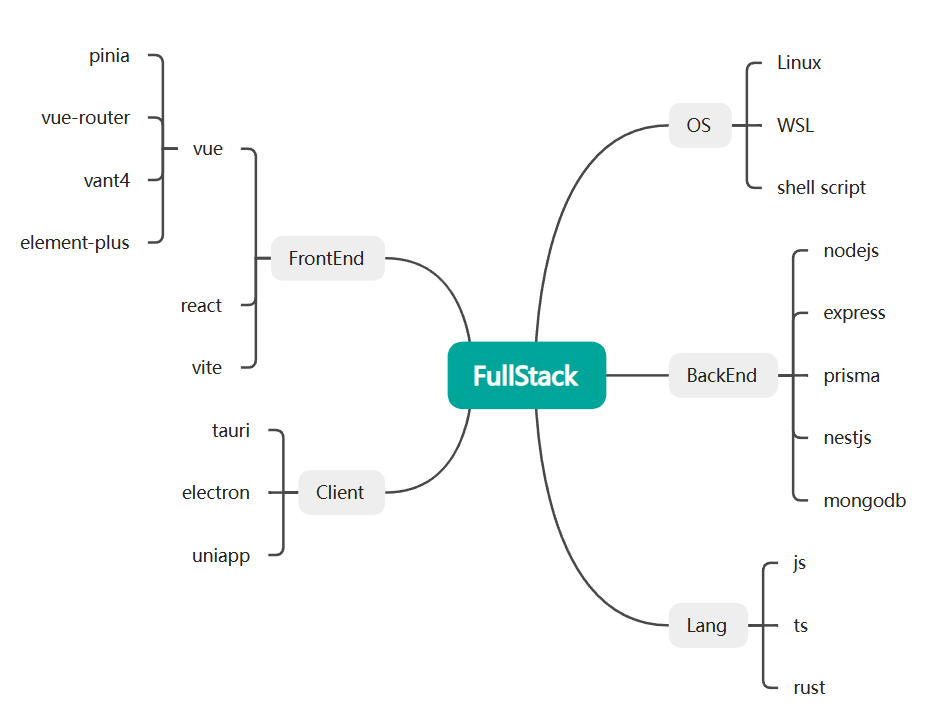 FullStack
OS
Linux
WSL
shell script
BackEnd
nodejs
express
prisma
nestjs
mongodb
Lang
js
ts
rust
FrontEnd
vue
pinia
vue-router
vant4
element-plus
react
vite
Client
tauri
electron
uniapp